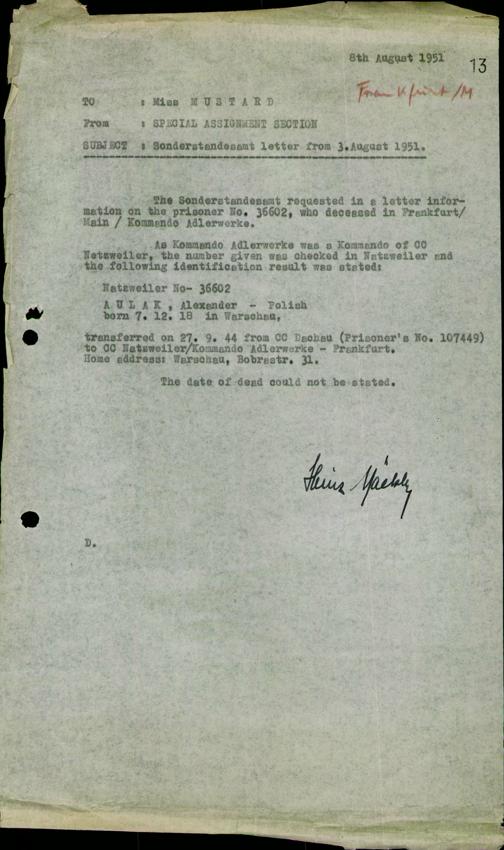 8th August 1951
13
Frankfurt/M
TO : Miss M U S T A R D
From : SPECIAL ASSIGNMENT SECTION
SUBJECT : Sonderstandesamt letter from 3.August 1951.
The Sonderstandesamt requested in a letter infor-
mation on the prisoner No. 36602, who deceased in Frankfurt/
Main / Kommando Adlerwerke.
As Kommando Adlerwerke was a Kommando of CC
Natzweiler, the number given was checked in Natzweiler and
the following identification result was stated:
Natzweiler No- 36602
A U L A K, Alexander - Polish
born 7. 12. 18 in Warschau,
transferred on 27. 9. 44 from CC Dachau (Prisoner's No. 107449)
to CC Natzweiler/Kommando Adlerwerke - Frankfurt.
Home address: Warschau, Bobrastr. 31.
The date of dead could not be stated.
Heinz
D.